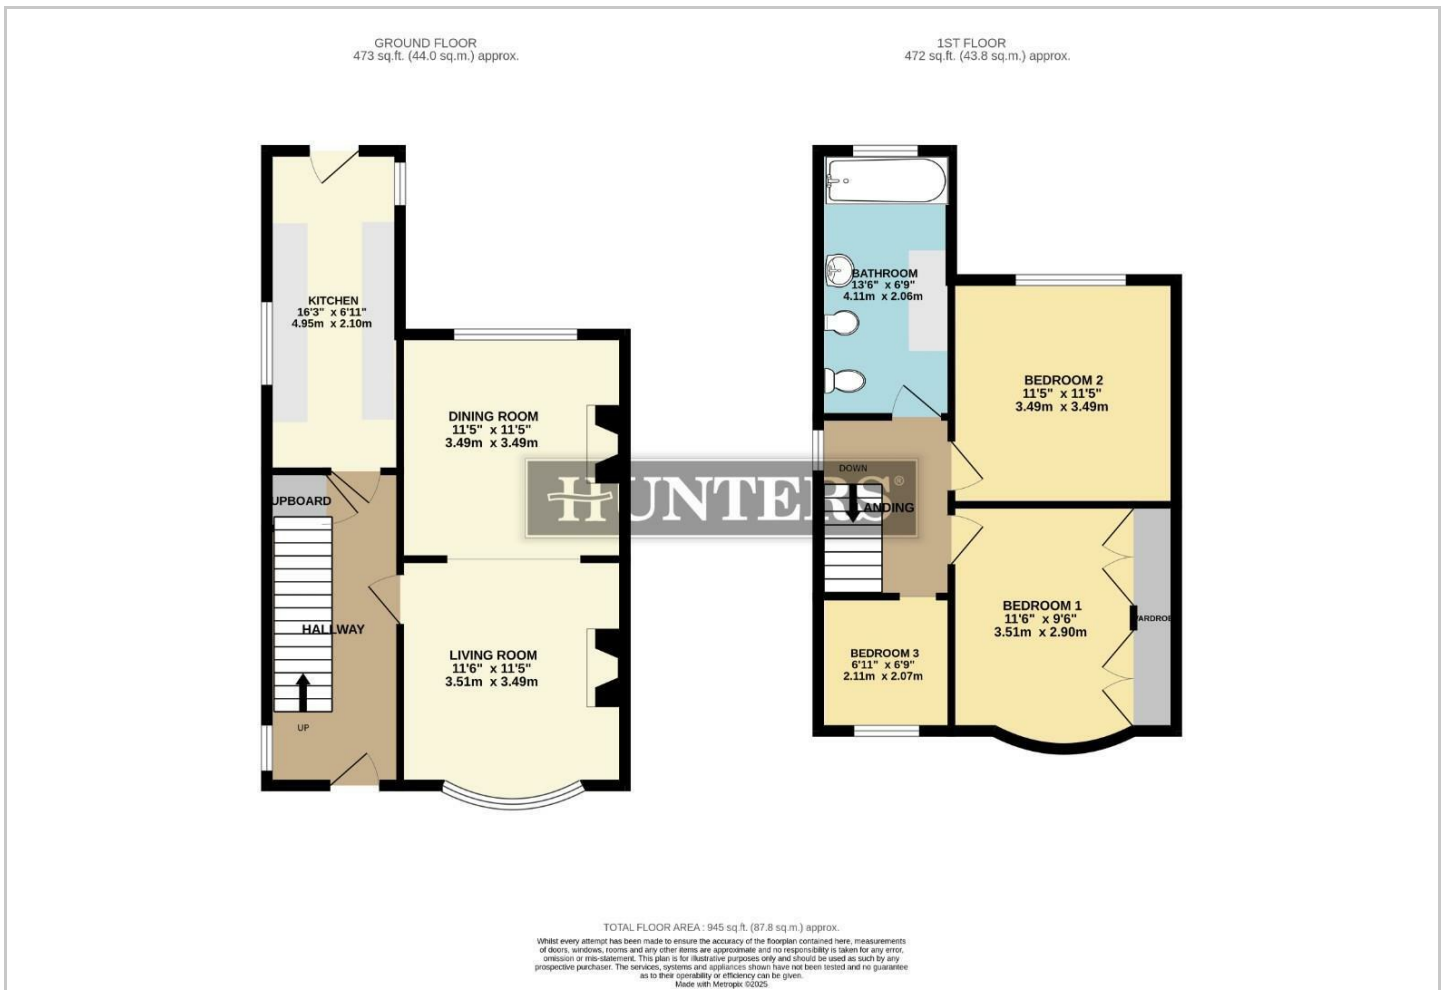 GROUND FLOOR
473 sq.ft. (44.0 sq.m.) approx.
1ST FLOOR
472 sq.ft. (43.8 sq.m.) approx.
KITCHEN
16'3" x 6'11"
4.95m x 2.10m
DINING ROOM
11'5" x 11'5"
3.49m x 3.49m
UPBOARD
HALLWAY
UP
LIVING ROOM
11'6" x 11'5"
3.51m x 3.49m
HUNTERS®
BATHROOM
13'6" x 6'9"
4.11m x 2.06m
BEDROOM 2
11'5" x 11'5"
3.49m x 3.49m
DOWN
ANDING
BEDROOM 1
11'6" x 9'6"
3.51m x 2.90m
ARDROB
BEDROOM 3
6'11" x 6'9"
2.11m x 2.07m
TOTAL FLOOR AREA : 945 sq.ft. (87.8 sq.m.) approx.
Whilst every attempt has been made to ensure the accuracy of the floorplan contained here, measurements
of doors, windows, rooms and any other items are approximate and no responsibility is taken for any error,
omission or mis-statement. This plan is for illustrative purposes only and should be used as such by any
prospective purchaser. The services, systems and appliances shown have not been tested and no guarantee
as to their operability or efficiency can be given.
Made with Metropix ©2025